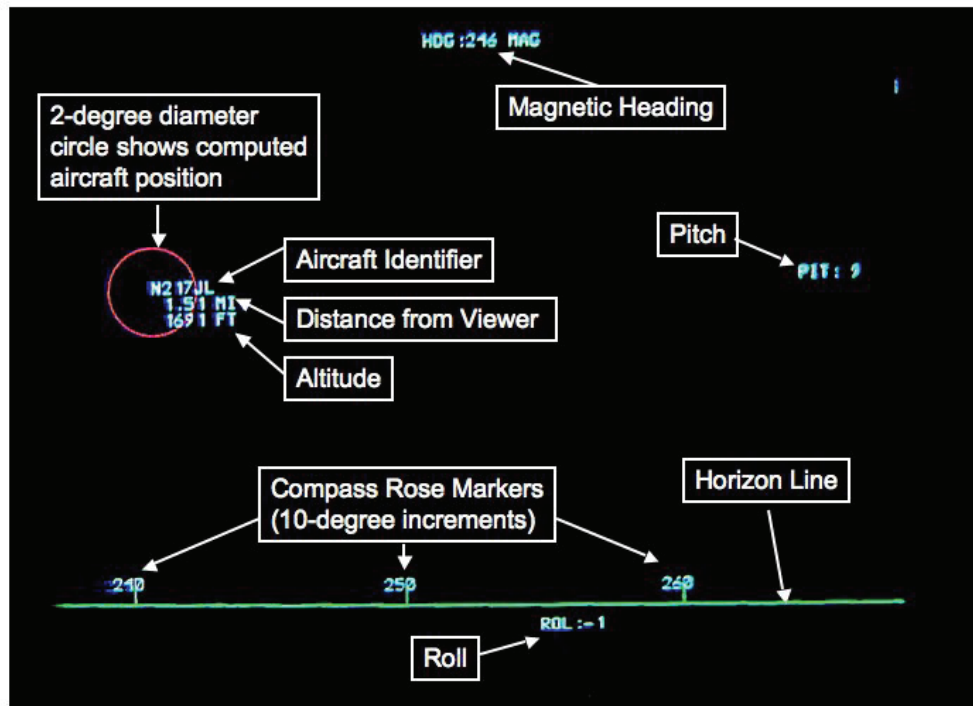 HDG:246 MAG
Magnetic Heading
2-degree diameter
circle shows computed
aircraft position
Pitch
PIT: 9
Aircraft Identifier
N217JL
1.51 MI
1691 FT
Distance from Viewer
Altitude
Compass Rose Markers
(10-degree increments)
Horizon Line
240
250
260
ROL:-1
Roll